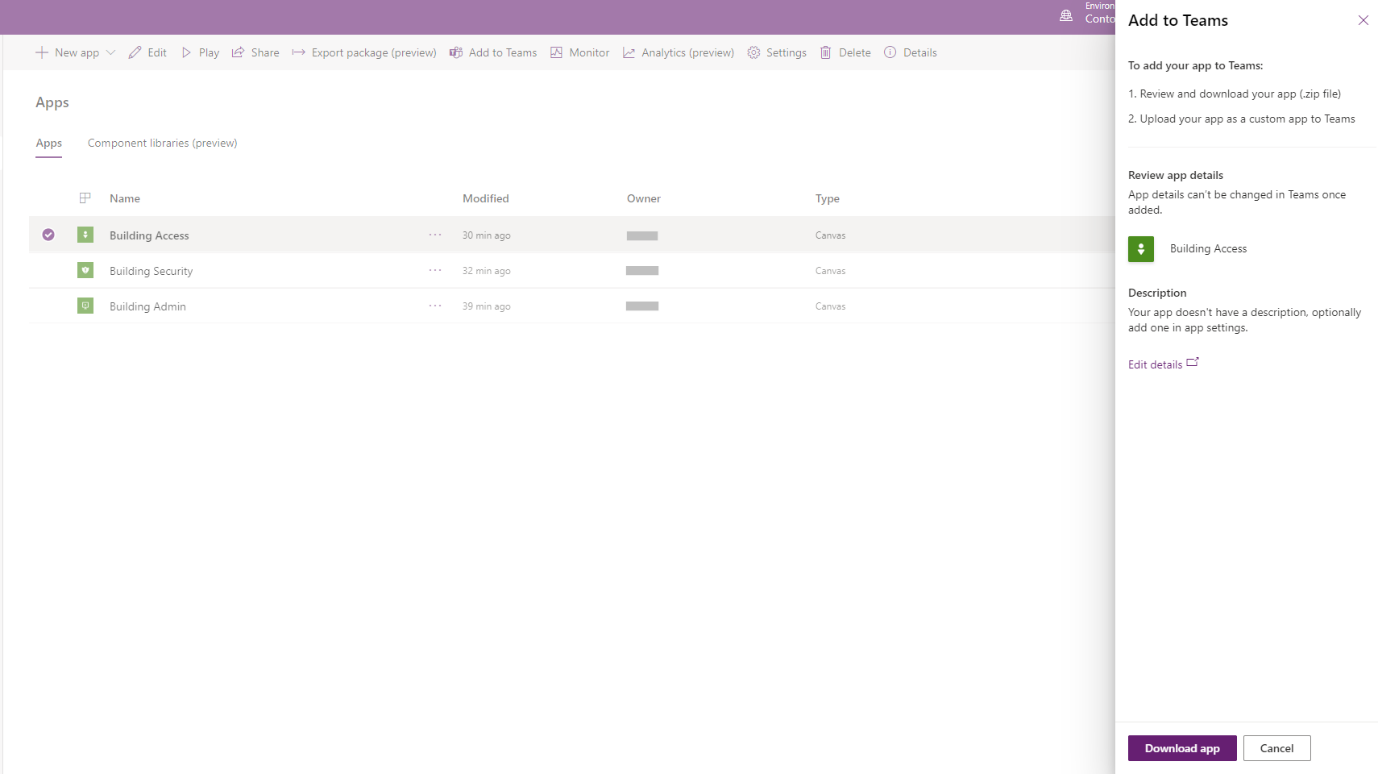 Environ
Conto
New app
Edit
Play
Share
Export package (preview)
Add to Teams
Monitor
Analytics (preview)
Settings
Delete
Details
Apps
Apps
Component libraries (preview)
Name
Modified
Owner
Type
Building Access
···
30 min ago
Canvas
Building Security
···
32 min ago
Canvas
Building Admin
···
39 min ago
Canvas
Add to Teams
To add your app to Teams:
1. Review and download your app (.zip file)
2. Upload your app as a custom app to Teams
Review app details
App details can't be changed in Teams once
added.
Building Access
Description
Your app doesn't have a description, optionally
add one in app settings.
Edit details
Download app
Cancel